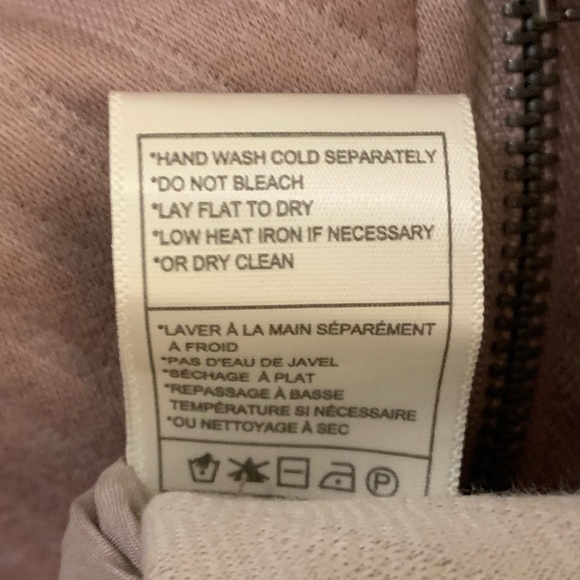 *HAND WASH COLD SEPARATELY
*DO NOT BLEACH
*LAY FLAT TO DRY
*LOW HEAT IRON IF NECESSARY
*OR DRY CLEAN
*LAVER À LA MAIN SÉPARÉMENT
À FROID
*PAS D'EAU DE JAVEL
*SÉCHAGE À PLAT
*REPASSAGE À BASSE
TEMPÉRATURE SI NÉCESSAIRE
*OU NETTOYAGE À SEC
P